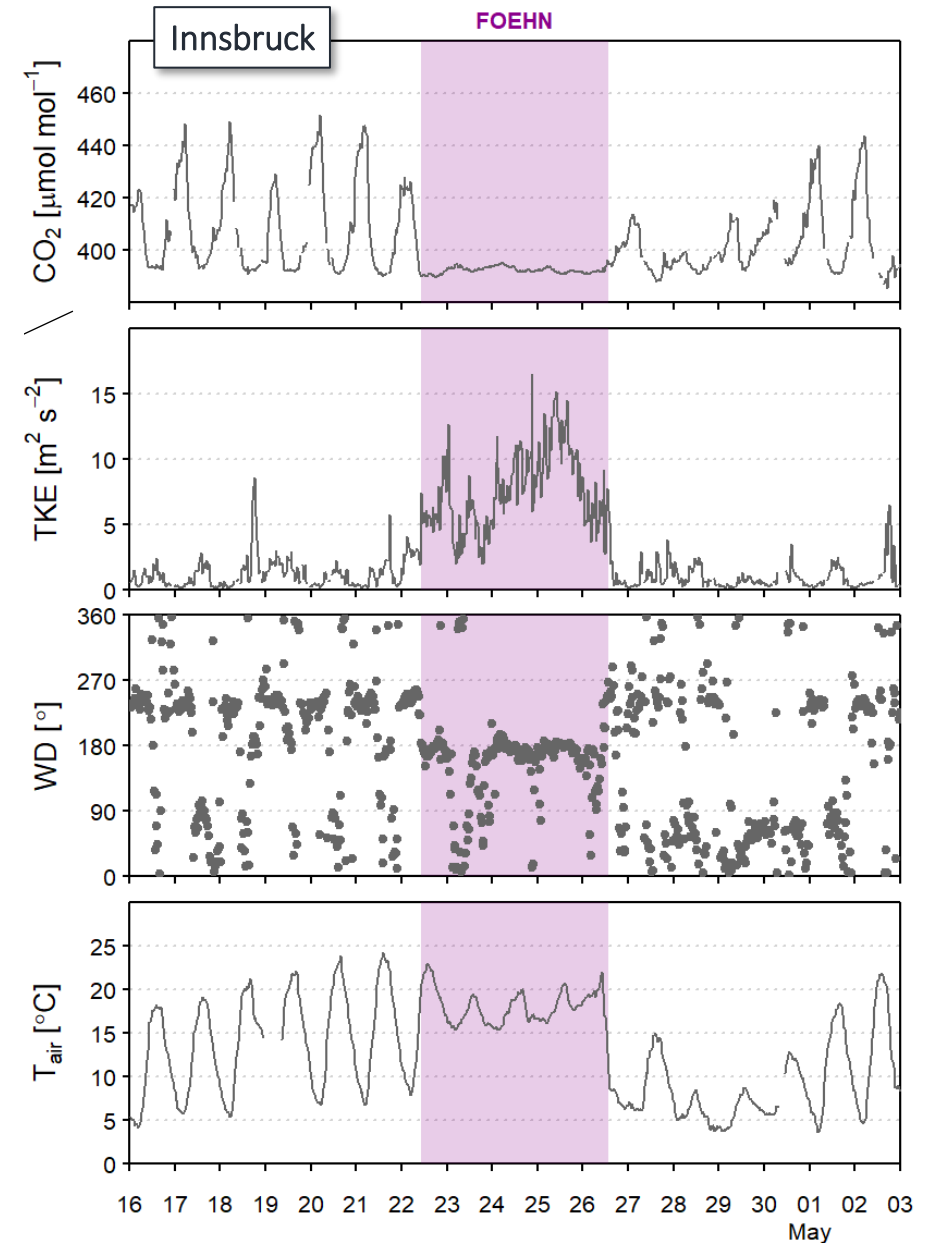 FOEHN
Innsbruck
CO₂ [μmol mol⁻¹]
460
440
420
400
TKE [m² s⁻²]
15
10
5
0
WD [°]
360
270
180
90
0
T_air [°C]
25
20
15
10
5
0
16 17 18 19 20 21 22 23 24 25 26 27 28 29 30 01 02 03
May